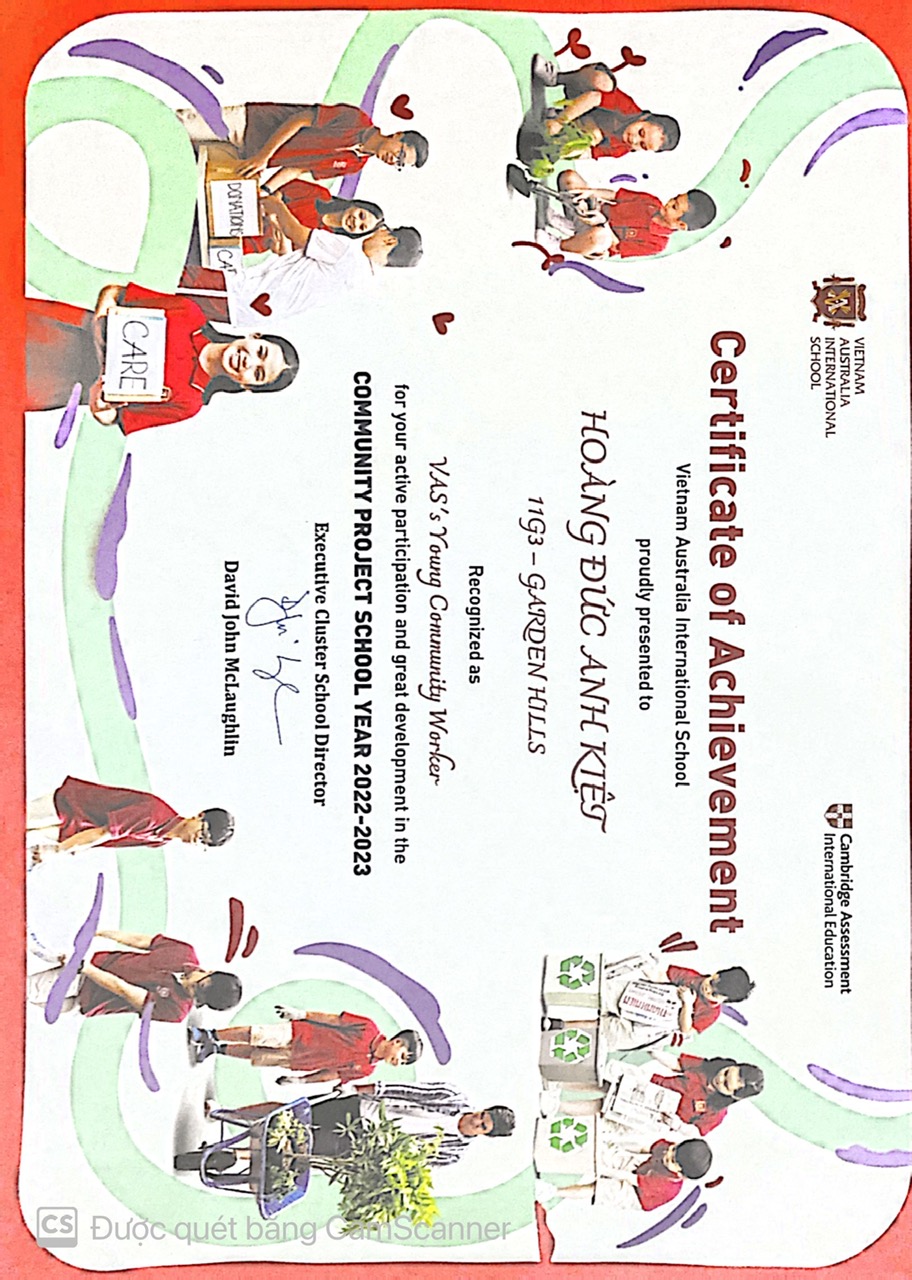 VIETNAM
AUSTRALIA
INTERNATIONAL
SCHOOL
Cambridge Assessment
International Education
Certificate of Achievement
Vietnam Australia International School
proudly presented to
HOÀNG ĐỨC ANH KIỆT
11G3 – GARDEN HILLS
Recognized as
VAS's Young Community Worker
for your active participation and great development in the
COMMUNITY PROJECT SCHOOL YEAR 2022-2023
Executive Cluster School Director
David John McLaughlin
DONATIONS
CAR
CARE
CS Được quét bằng CamScanner